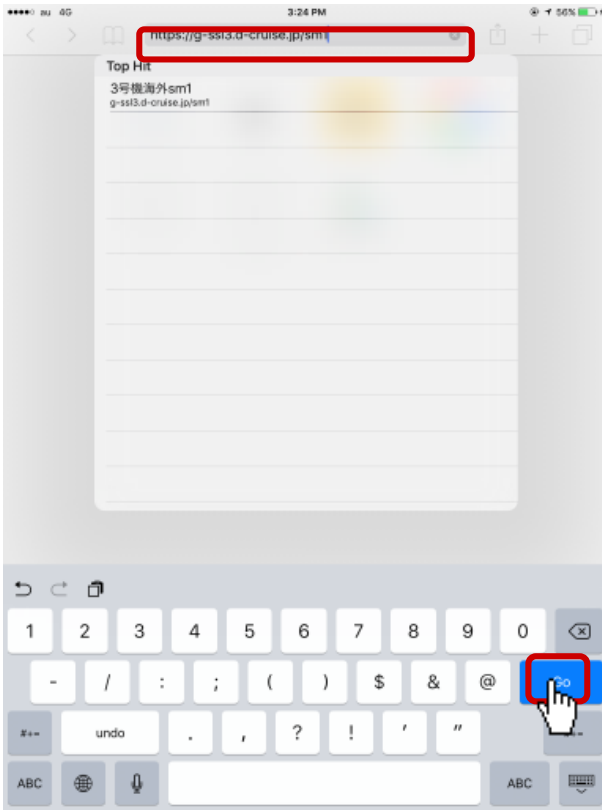 au 4G 3:24 PM 56%
https://g-ssl3.d-cruise.jp/sm1
Top Hit
3号機海外sm1
g-ssl3.d-cruise.jp/sm1
1 2 3 4 5 6 7 8 9 0
- / : ; ( ) $ & @ Go
#+= undo . , ? ! ' "
ABC ABC